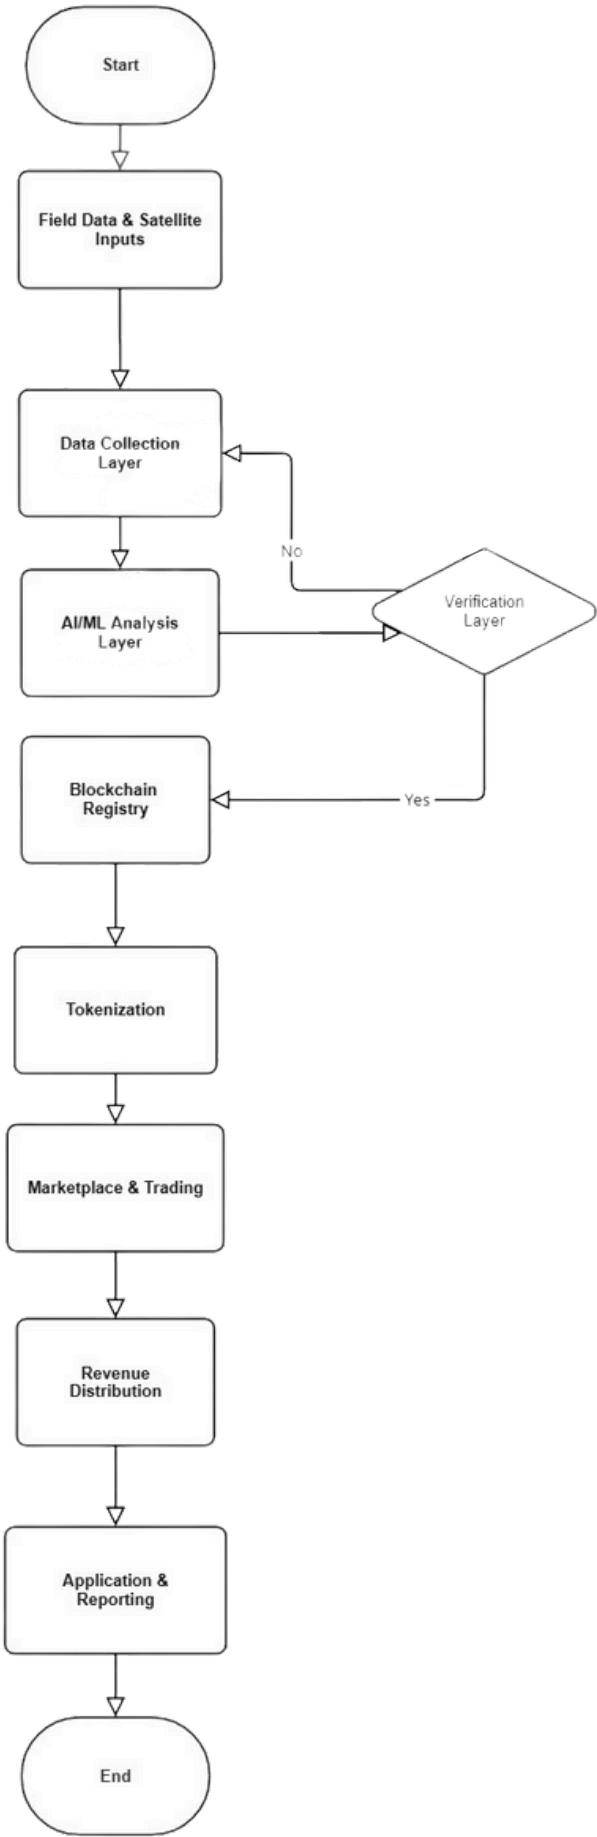 Start
Field Data & Satellite
Inputs
Data Collection
Layer
No
Verification
Layer
AI/ML Analysis
Layer
Blockchain
Registry
Yes
Tokenization
Marketplace & Trading
Revenue
Distribution
Application &
Reporting
End